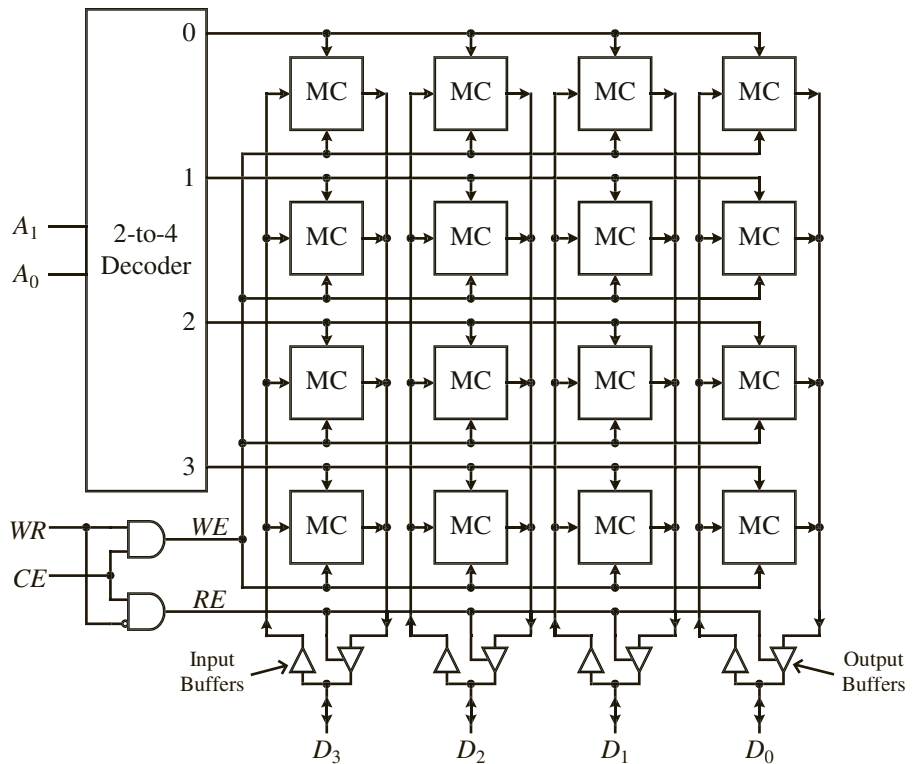 0
MC MC MC MC
1
A₁
2-to-4
Decoder
MC MC MC MC
A₀
2
MC MC MC MC
3
WR
WE
MC MC MC MC
CE
RE
Input
Buffers
Output
Buffers
D₃ D₂ D₁ D₀